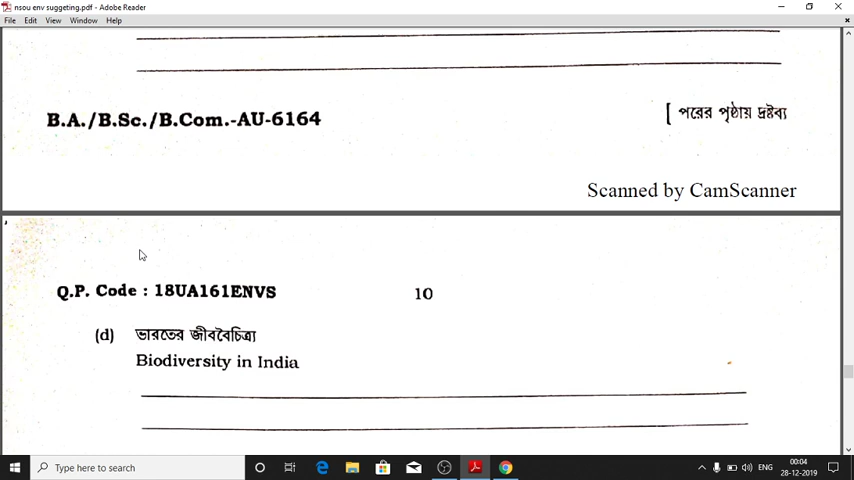 nsou env suggeting.pdf - Adobe Reader
File Edit View Window Help
B.A./B.Sc./B.Com.-AU-6164
[ পরের পৃষ্ঠায় দ্রষ্টব্য
Scanned by CamScanner
Q.P. Code : 18UA161ENVS 10
(d) ভারতের জীববৈচিত্র্য
Biodiversity in India
Type here to search
ENG
00:04
28-12-2019